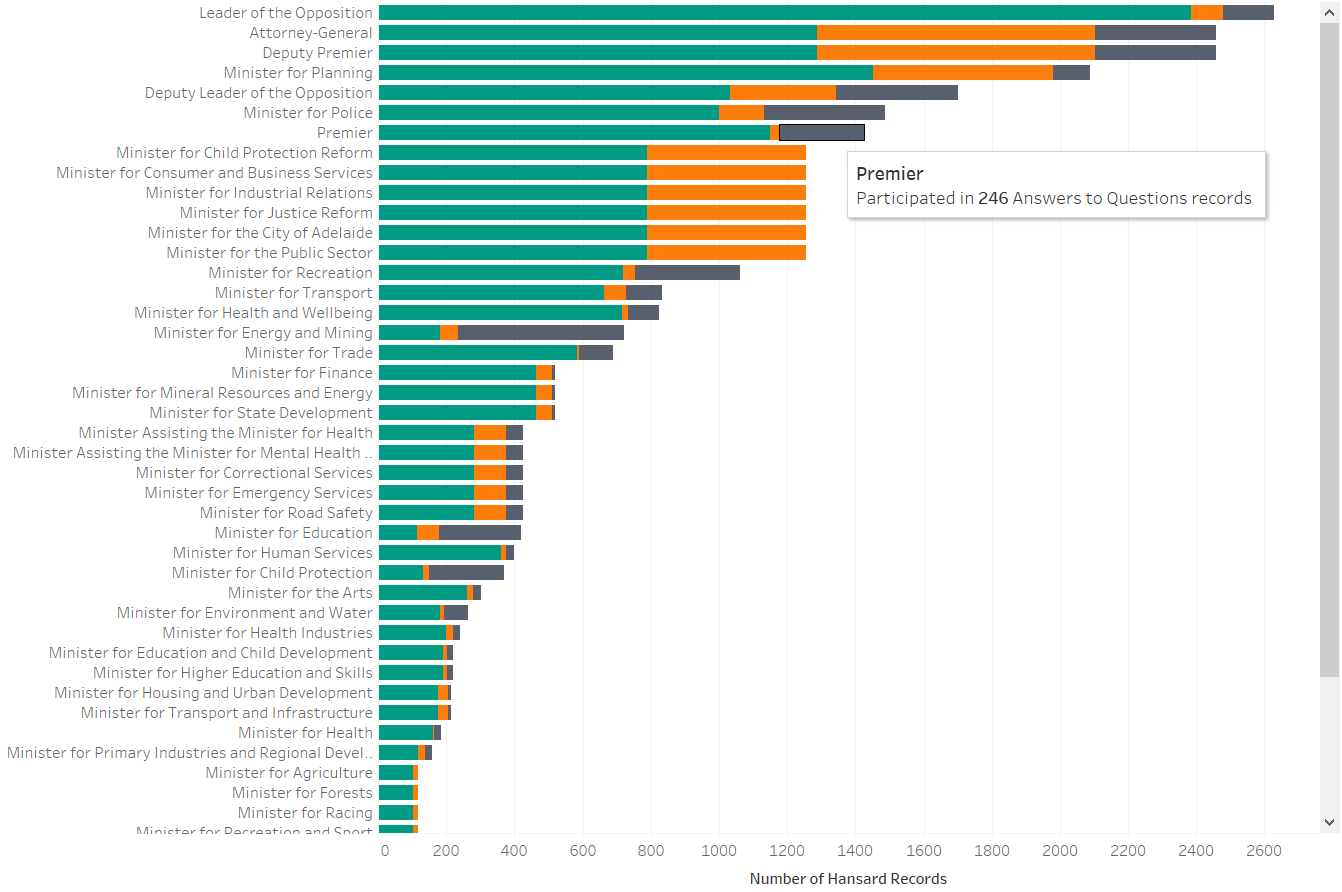 Leader of the Opposition
Attorney-General
Deputy Premier
Minister for Planning
Deputy Leader of the Opposition
Minister for Police
Premier
Minister for Child Protection Reform
Minister for Consumer and Business Services
Minister for Industrial Relations
Minister for Justice Reform
Minister for the City of Adelaide
Minister for the Public Sector
Minister for Recreation
Minister for Transport
Minister for Health and Wellbeing
Minister for Energy and Mining
Minister for Trade
Minister for Finance
Minister for Mineral Resources and Energy
Minister for State Development
Minister Assisting the Minister for Health
Minister Assisting the Minister for Mental Health ..
Minister for Correctional Services
Minister for Emergency Services
Minister for Road Safety
Minister for Education
Minister for Human Services
Minister for Child Protection
Minister for the Arts
Minister for Environment and Water
Minister for Health Industries
Minister for Education and Child Development
Minister for Higher Education and Skills
Minister for Housing and Urban Development
Minister for Transport and Infrastructure
Minister for Health
Minister for Primary Industries and Regional Devel..
Minister for Agriculture
Minister for Forests
Minister for Racing
Minister for Recreation and Sport
Premier
Participated in 246 Answers to Questions records
0 200 400 600 800 1000 1200 1400 1600 1800 2000 2200 2400 2600
Number of Hansard Records